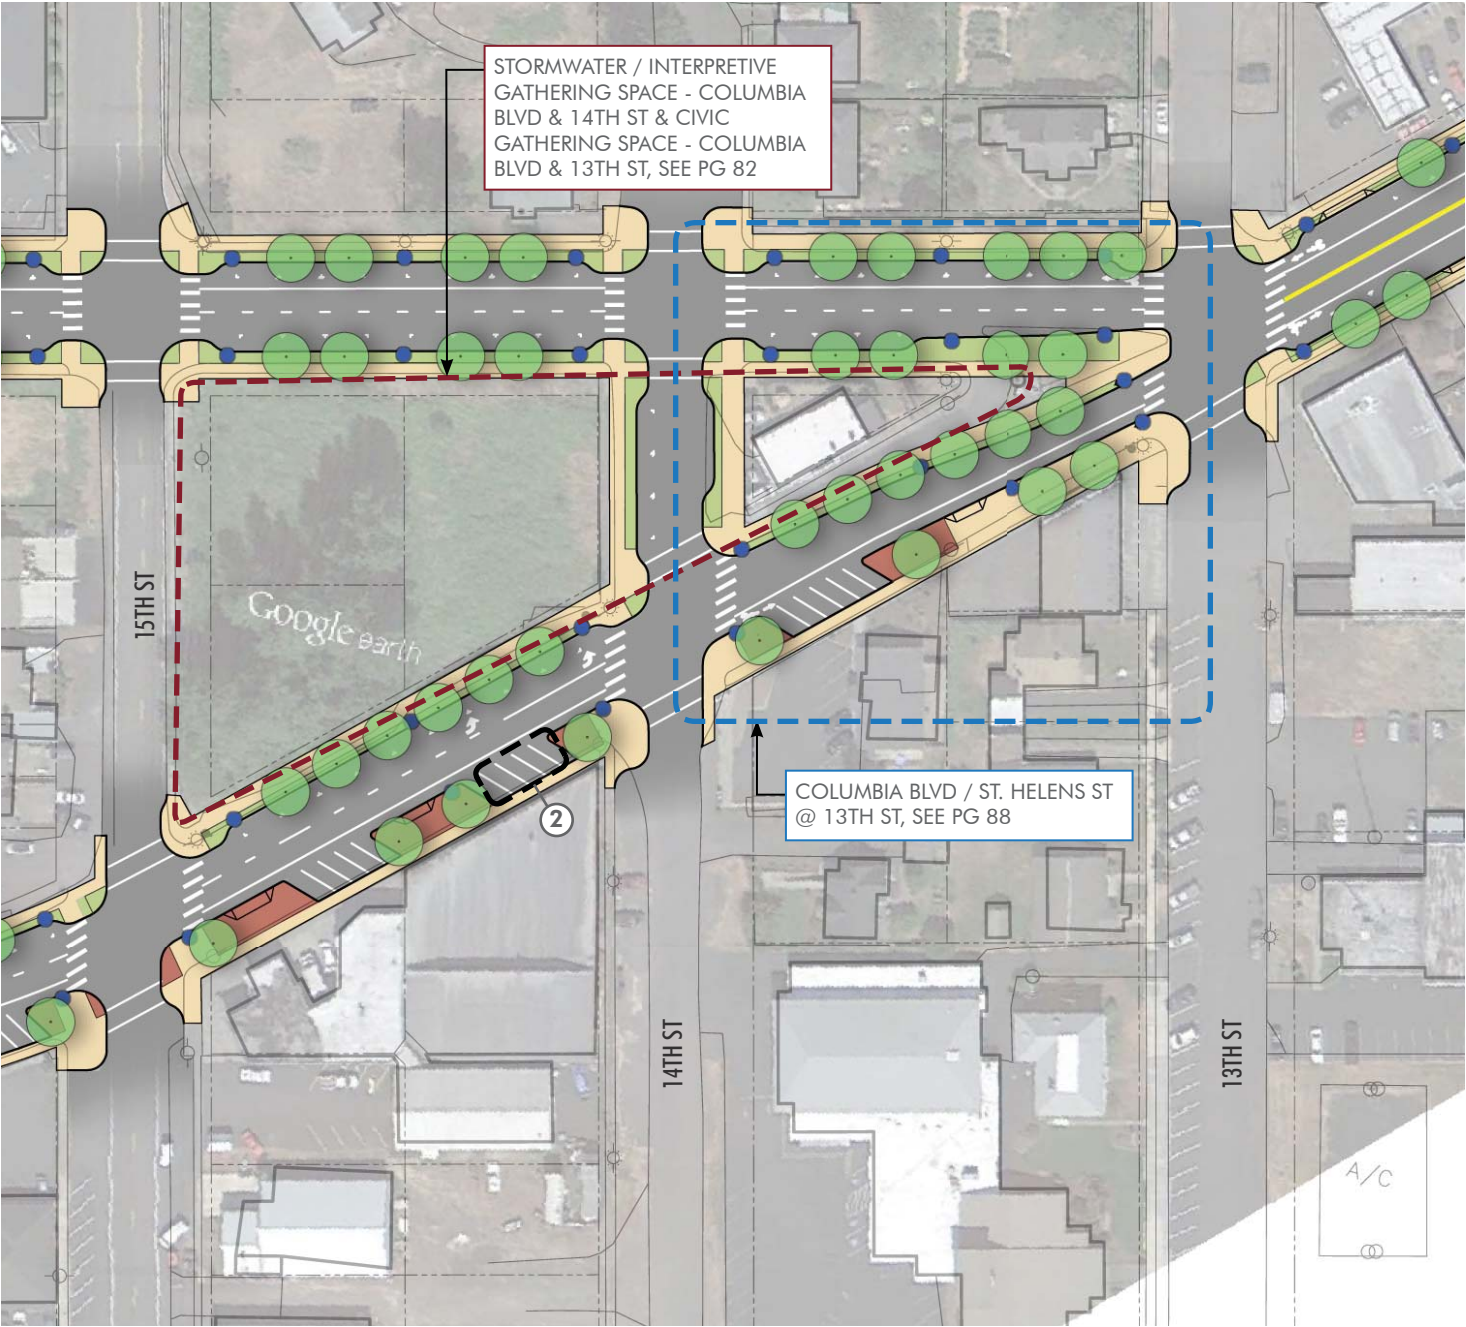 STORMWATER / INTERPRETIVE
GATHERING SPACE - COLUMBIA
BLVD & 14TH ST & CIVIC
GATHERING SPACE - COLUMBIA
BLVD & 13TH ST, SEE PG 82
15TH ST
Google earth
2
COLUMBIA BLVD / ST. HELENS ST
@ 13TH ST, SEE PG 88
14TH ST
13TH ST
A/C